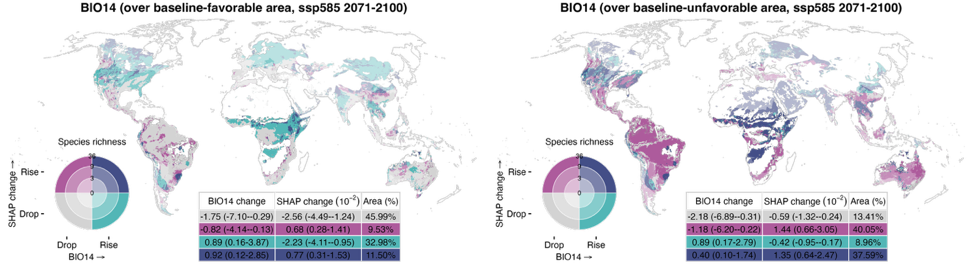 BIO14 (over baseline-favorable area, ssp585 2071-2100)
Species richness
36
3
0
SHAP change →
Rise
Drop
Drop
Rise
BIO14 →
BIO14 change SHAP change (10⁻²) Area (%)
-1.75 (-7.10--0.29) -2.56 (-4.49--1.24) 45.99%
-0.82 (-4.14--0.13) 0.68 (0.28-1.41) 9.53%
0.89 (0.16-3.87) -2.23 (-4.11--0.95) 32.98%
0.92 (0.12-2.85) 0.77 (0.31-1.53) 11.50%
BIO14 (over baseline-unfavorable area, ssp585 2071-2100)
Species richness
36
3
0
SHAP change →
Rise
Drop
Drop
Rise
BIO14 →
BIO14 change SHAP change (10⁻²) Area (%)
-2.18 (-6.89--0.31) -0.59 (-1.32--0.24) 13.41%
-1.18 (-6.20--0.22) 1.44 (0.66-3.05) 40.05%
0.89 (0.17-2.79) -0.42 (-0.95--0.17) 8.96%
0.40 (0.10-1.74) 1.35 (0.64-2.47) 37.59%